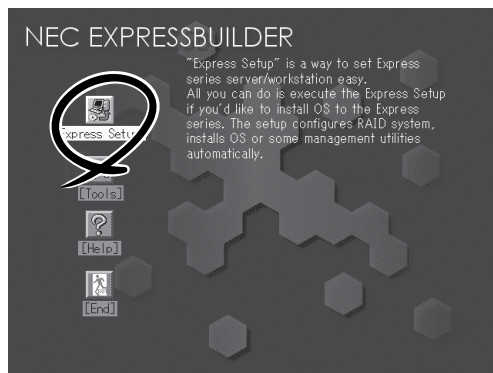 NEC EXPRESSBUILDER
"Express Setup" is a way to set Express
series server/workstation easy.
All you can do is execute the Express Setup
if you'd like to install OS to the Express
series. The setup configures RAID system,
installs OS or some management utilities
automatically.
Express Setup
[Tools]
[Help]
[End]